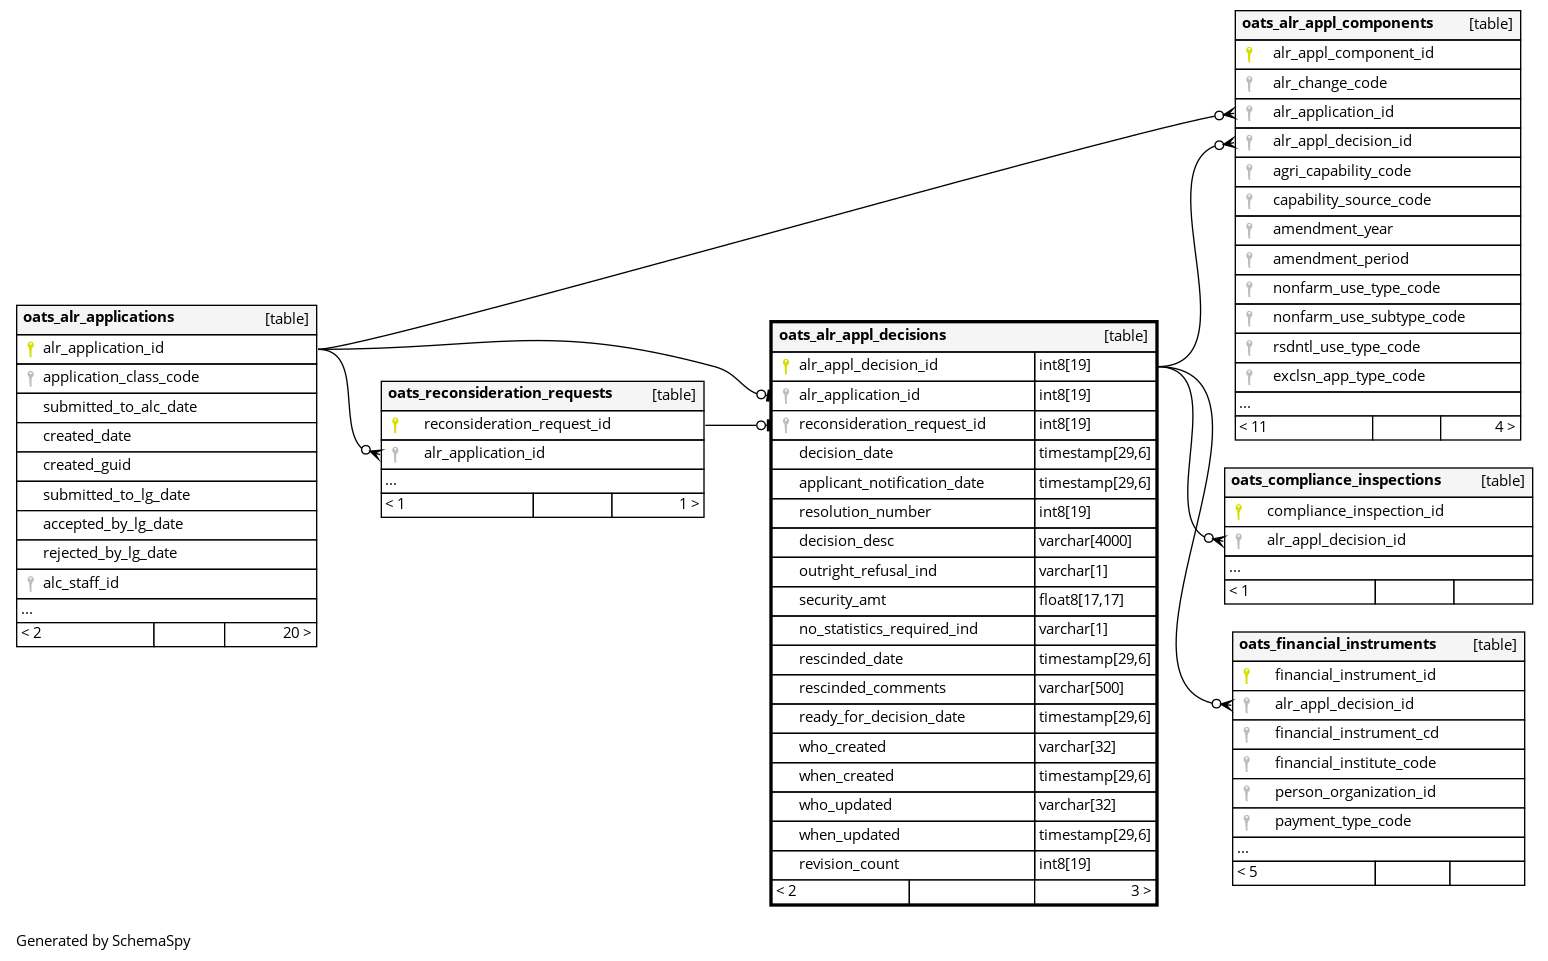 oats_alr_appl_components [table]
alr_appl_component_id
alr_change_code
alr_application_id
alr_appl_decision_id
agri_capability_code
capability_source_code
amendment_year
amendment_period
nonfarm_use_type_code
nonfarm_use_subtype_code
rsdntl_use_type_code
exclsn_app_type_code
...
< 11 4 >
oats_alr_applications [table]
alr_application_id
application_class_code
submitted_to_alc_date
created_date
created_guid
submitted_to_lg_date
accepted_by_lg_date
rejected_by_lg_date
alc_staff_id
...
< 2 20 >
oats_reconsideration_requests [table]
reconsideration_request_id
alr_application_id
...
< 1 1 >
oats_alr_appl_decisions [table]
alr_appl_decision_id int8[19]
alr_application_id int8[19]
reconsideration_request_id int8[19]
decision_date timestamp[29,6]
applicant_notification_date timestamp[29,6]
resolution_number int8[19]
decision_desc varchar[4000]
outright_refusal_ind varchar[1]
security_amt float8[17,17]
no_statistics_required_ind varchar[1]
rescinded_date timestamp[29,6]
rescinded_comments varchar[500]
ready_for_decision_date timestamp[29,6]
who_created varchar[32]
when_created timestamp[29,6]
who_updated varchar[32]
when_updated timestamp[29,6]
revision_count int8[19]
< 2 3 >
oats_compliance_inspections [table]
compliance_inspection_id
alr_appl_decision_id
...
< 1
oats_financial_instruments [table]
financial_instrument_id
alr_appl_decision_id
financial_instrument_cd
financial_institute_code
person_organization_id
payment_type_code
...
< 5
Generated by SchemaSpy